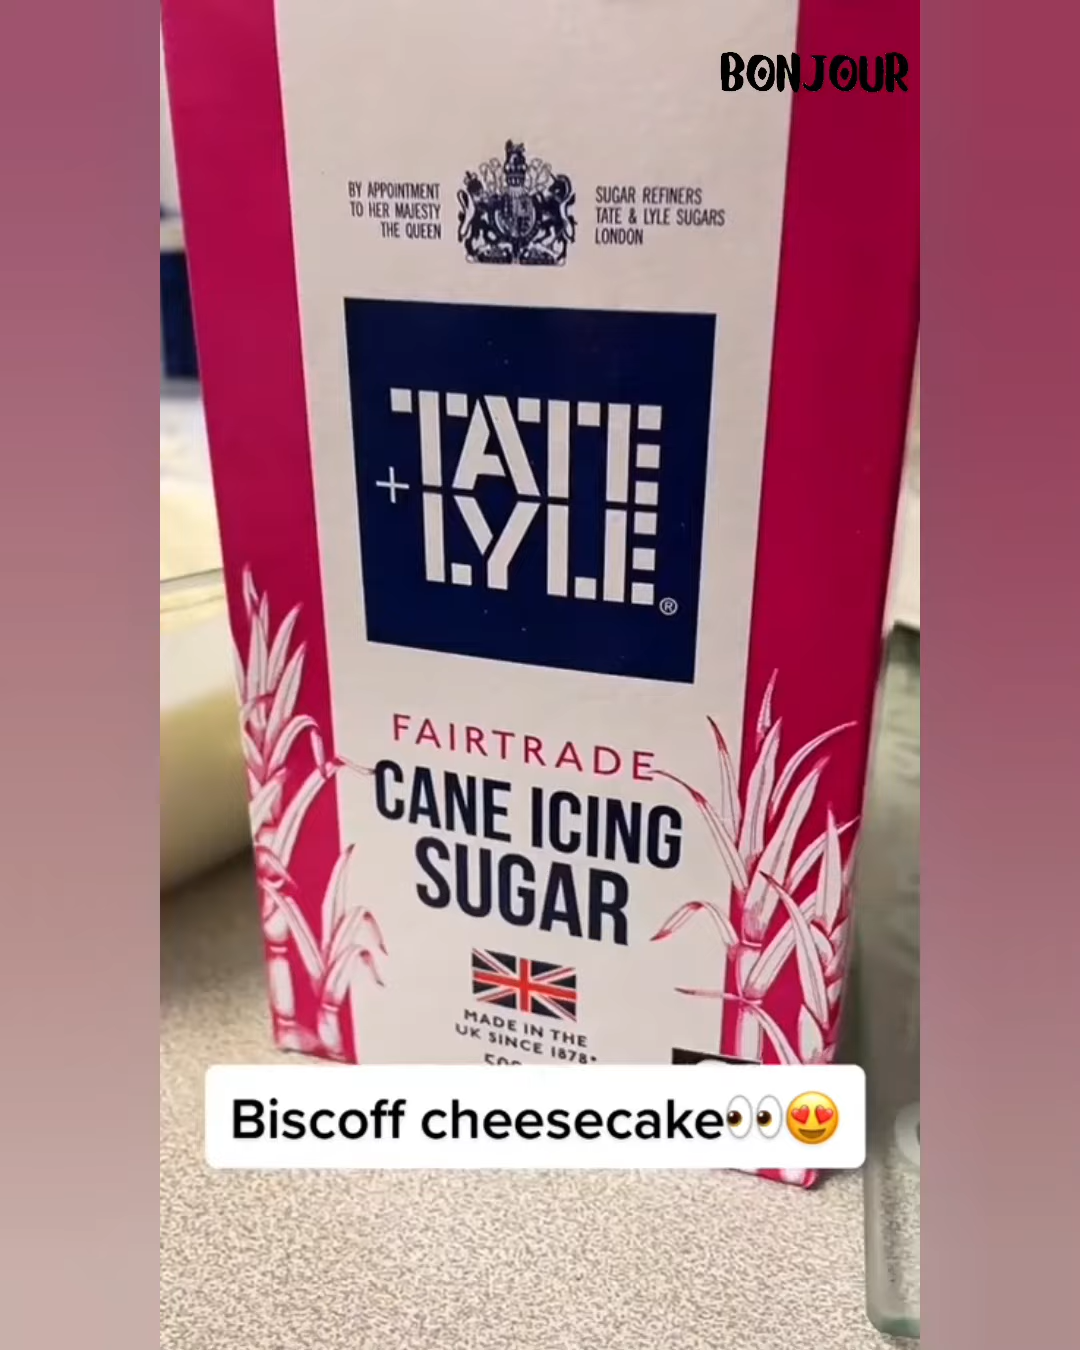 BONJOUR
BY APPOINTMENT
TO HER MAJESTY
THE QUEEN
SUGAR REFINERS
TATE & LYLE SUGARS
LONDON
TATE
+LYLE®
FAIRTRADE
CANE ICING
SUGAR
MADE IN THE
UK SINCE 1878*
Biscoff cheesecake👀😍